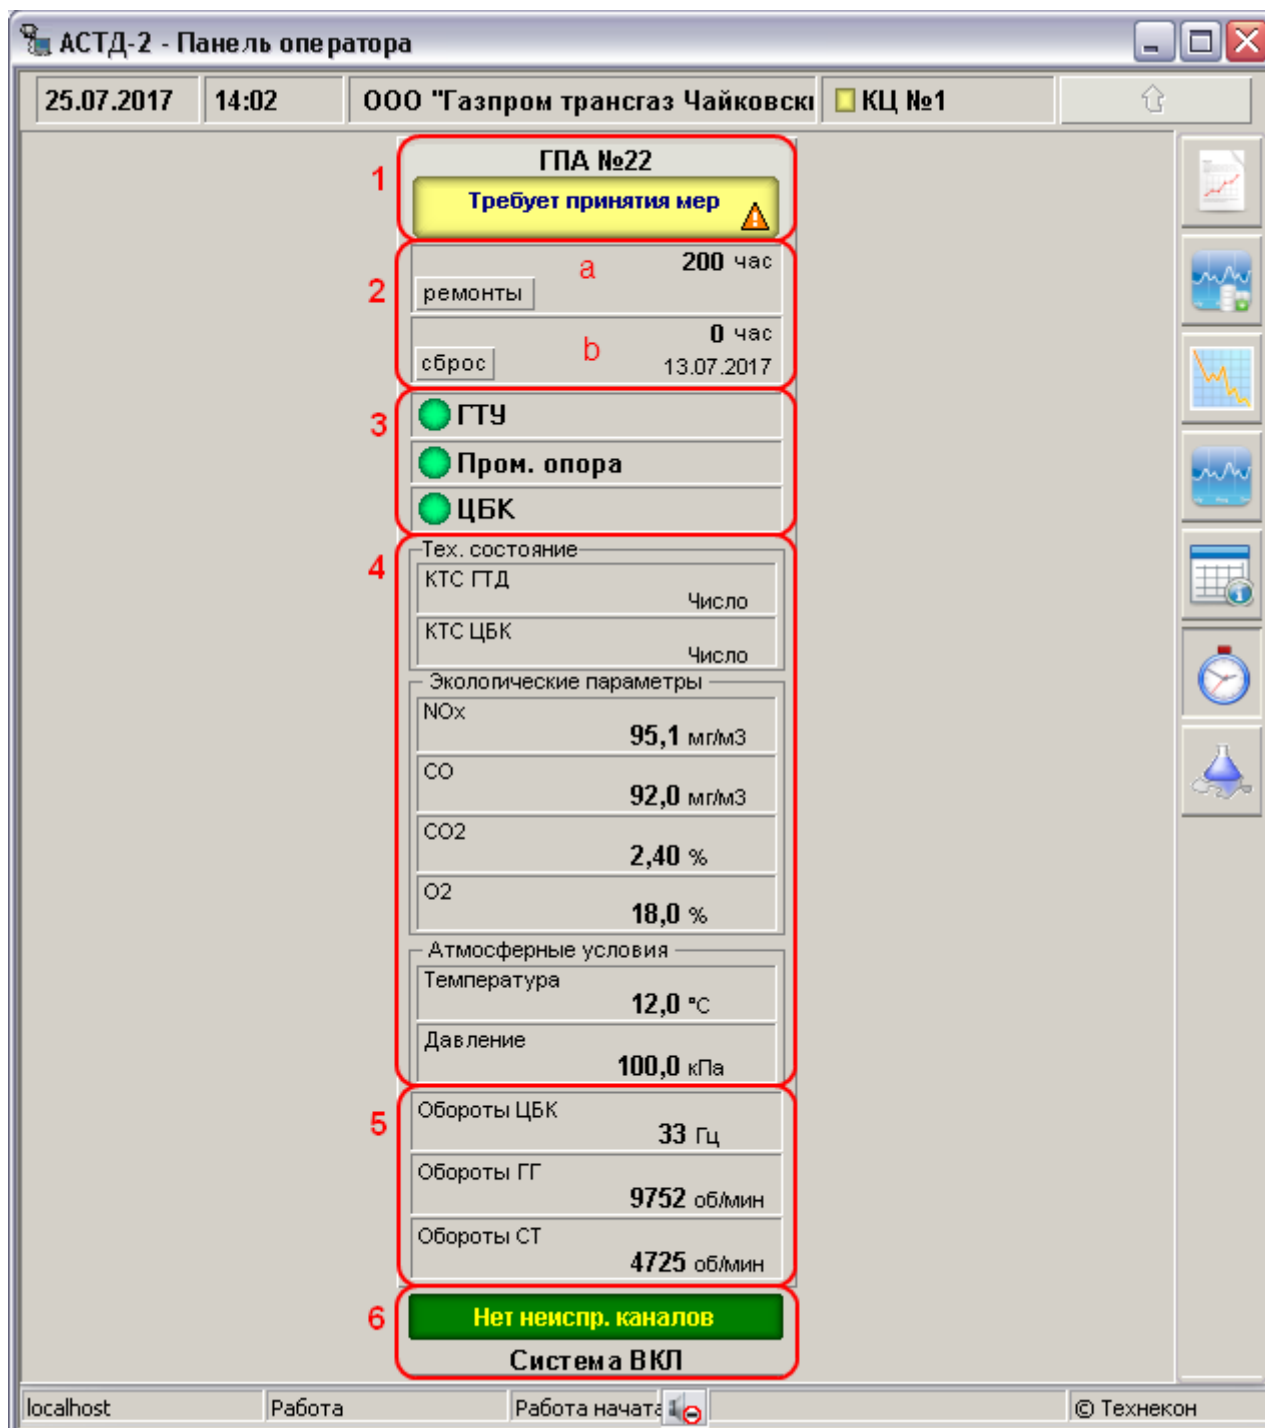 АСТД-2 - Панель оператора
25.07.2017 14:02 ООО "Газпром трансгаз Чайковски КЦ №1
1
ГПА №22
Требует принятия мер
2
a
200 час
ремонты
b
0 час
сброс
13.07.2017
3
ГТУ
Пром. опора
ЦБК
4
Тех. состояние
КТС ГТД
Число
КТС ЦБК
Число
Экологические параметры
NOx
95,1 мг/м3
CO
92,0 мг/м3
CO2
2,40 %
O2
18,0 %
Атмосферные условия
Температура
12,0 °C
Давление
100,0 кПа
5
Обороты ЦБК
33 Гц
Обороты ГГ
9752 об/мин
Обороты СТ
4725 об/мин
6
Нет неиспр. каналов
Система ВКЛ
localhost Работа Работа начата © Технекон